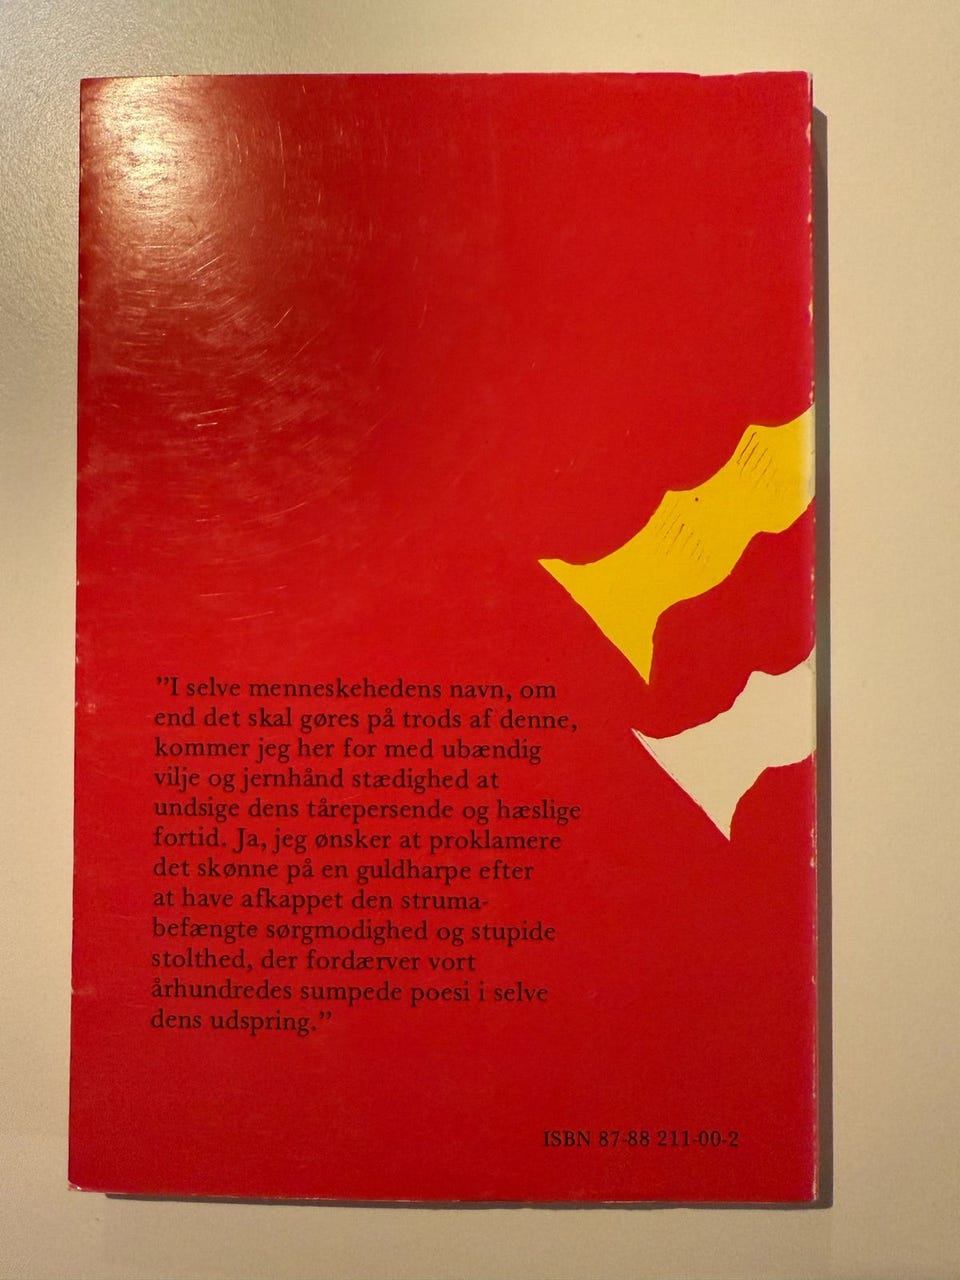 ”I selve menneskehedens navn, om
end det skal gøres på trods af denne,
kommer jeg her for med ubændig
vilje og jernhånd stædighed at
undsige dens tårepersende og hæslige
fortid. Ja, jeg ønsker at proklamere
det skønne på en guldharpe efter
at have afkappet den struma-
befængte sørgmodighed og stupide
stolthed, der fordærver vort
århundredes sumpede poesi i selve
dens udspring.”
ISBN 87-88 211-00-2